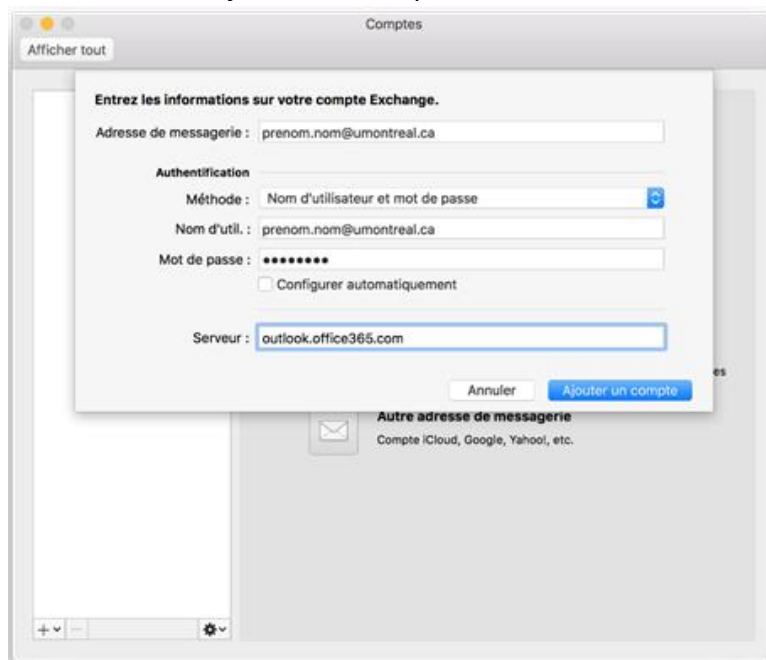 Comptes
Afficher tout
Entrez les informations sur votre compte Exchange.
Adresse de messagerie : prenom.nom@umontreal.ca
Authentification
Méthode : Nom d'utilisateur et mot de passe
Nom d'util. : prenom.nom@umontreal.ca
Mot de passe : ••••••••
Configurer automatiquement
Serveur : outlook.office365.com
es
Annuler Ajouter un compte
Autre adresse de messagerie
Compte iCloud, Google, Yahoo!, etc.